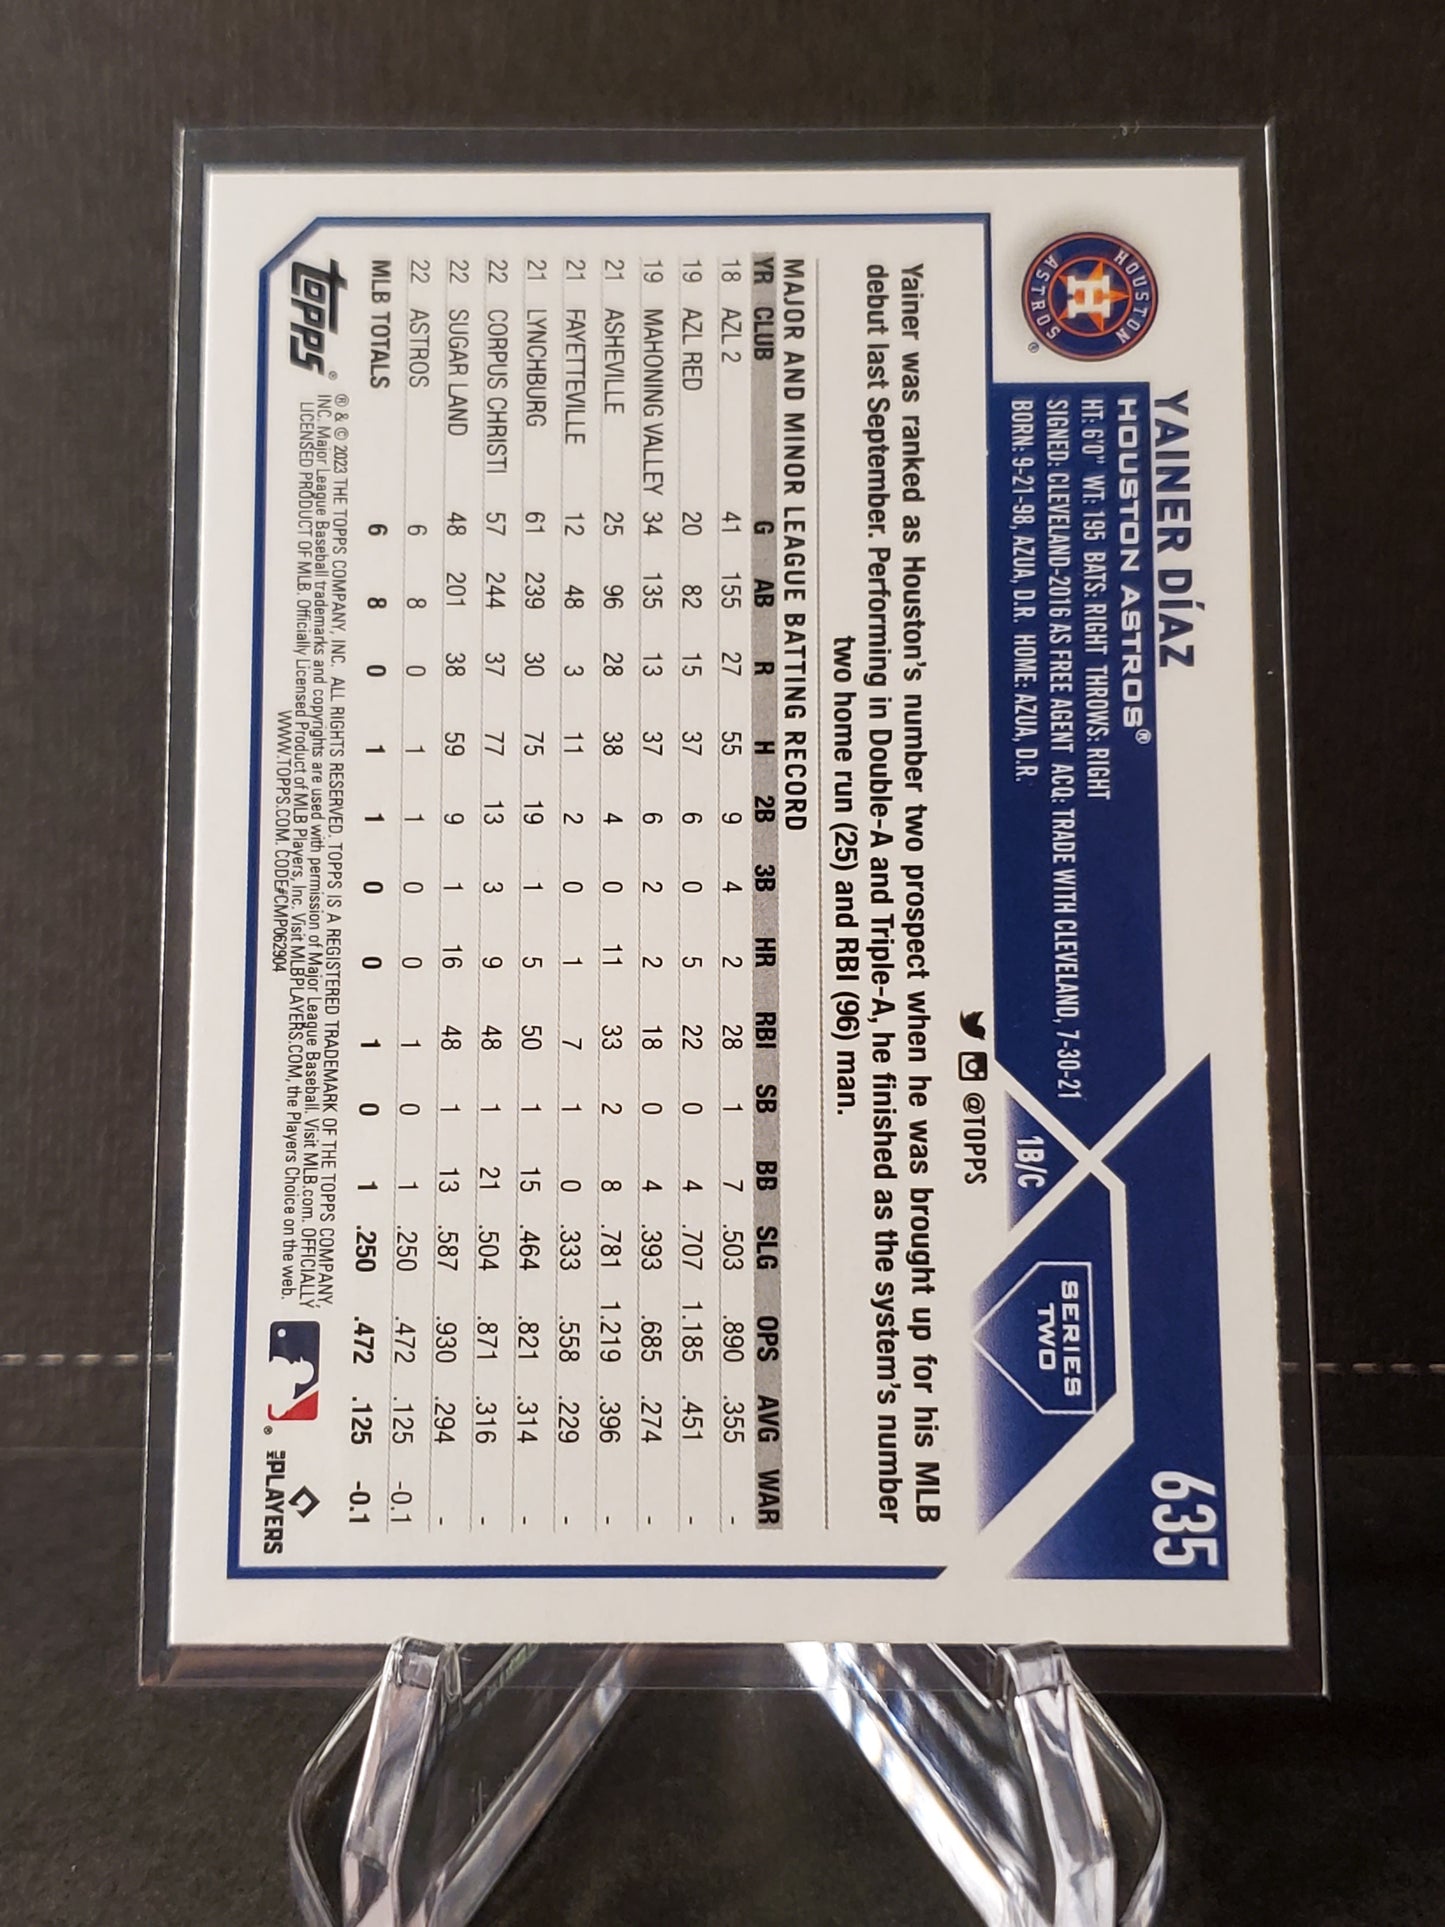 HOUSTON ASTROS®
YAINER DÍAZ
HOUSTON ASTROS®
HT: 6'0" WT: 195 BATS: RIGHT THROWS: RIGHT
SIGNED: CLEVELAND-2016 AS FREE AGENT ACQ: TRADE WITH CLEVELAND, 7-30-21
BORN: 9-21-98, AZUA, D.R. HOME: AZUA, D.R.
1B/C
SERIES
TWO
635
@TOPPS
Yainer was ranked as Houston's number two prospect when he was brought up for his MLB
debut last September. Performing in Double-A and Triple-A, he finished as the system's number
two home run (25) and RBI (96) man.
MAJOR AND MINOR LEAGUE BATTING RECORD
YR CLUB G AB R H 2B 3B HR RBI SB BB SLG OPS AVG WAR
18 AZL 2 41 155 27 55 9 4 2 28 1 7 .503 .890 .355 -
19 AZL RED 20 82 15 37 6 0 5 22 0 4 .707 1.185 .451 -
19 MAHONING VALLEY 34 135 13 37 6 2 2 18 0 4 .393 .685 .274 -
21 ASHEVILLE 25 96 28 38 4 0 11 33 2 8 .781 1.219 .396 -
21 FAYETTEVILLE 12 48 3 11 2 0 1 7 1 0 .333 .558 .229 -
21 LYNCHBURG 61 239 30 75 19 1 5 50 1 15 .464 .821 .314 -
22 CORPUS CHRISTI 57 244 37 77 13 3 9 48 1 21 .504 .871 .316 -
22 SUGAR LAND 48 201 38 59 9 1 16 48 1 13 .587 .930 .294 -
22 ASTROS 6 8 0 1 1 0 0 1 0 1 .250 .472 .125 -0.1
MLB TOTALS 6 8 0 1 1 0 0 1 0 1 .250 .472 .125 -0.1
topps®
® & © 2023 THE TOPPS COMPANY, INC. ALL RIGHTS RESERVED. TOPPS IS A REGISTERED TRADEMARK OF THE TOPPS COMPANY,
INC. Major League Baseball trademarks and copyrights are used with permission of Major League Baseball. Visit MLB.com. OFFICIALLY
LICENSED PRODUCT OF MLB Players, Inc. Officially Licensed Product of MLB Players, Inc. Visit MLBPLAYERS.COM, the Players Choice on the web.
WWW.TOPPS.COM. CODE#CMP062904
®
MLB PLAYERS